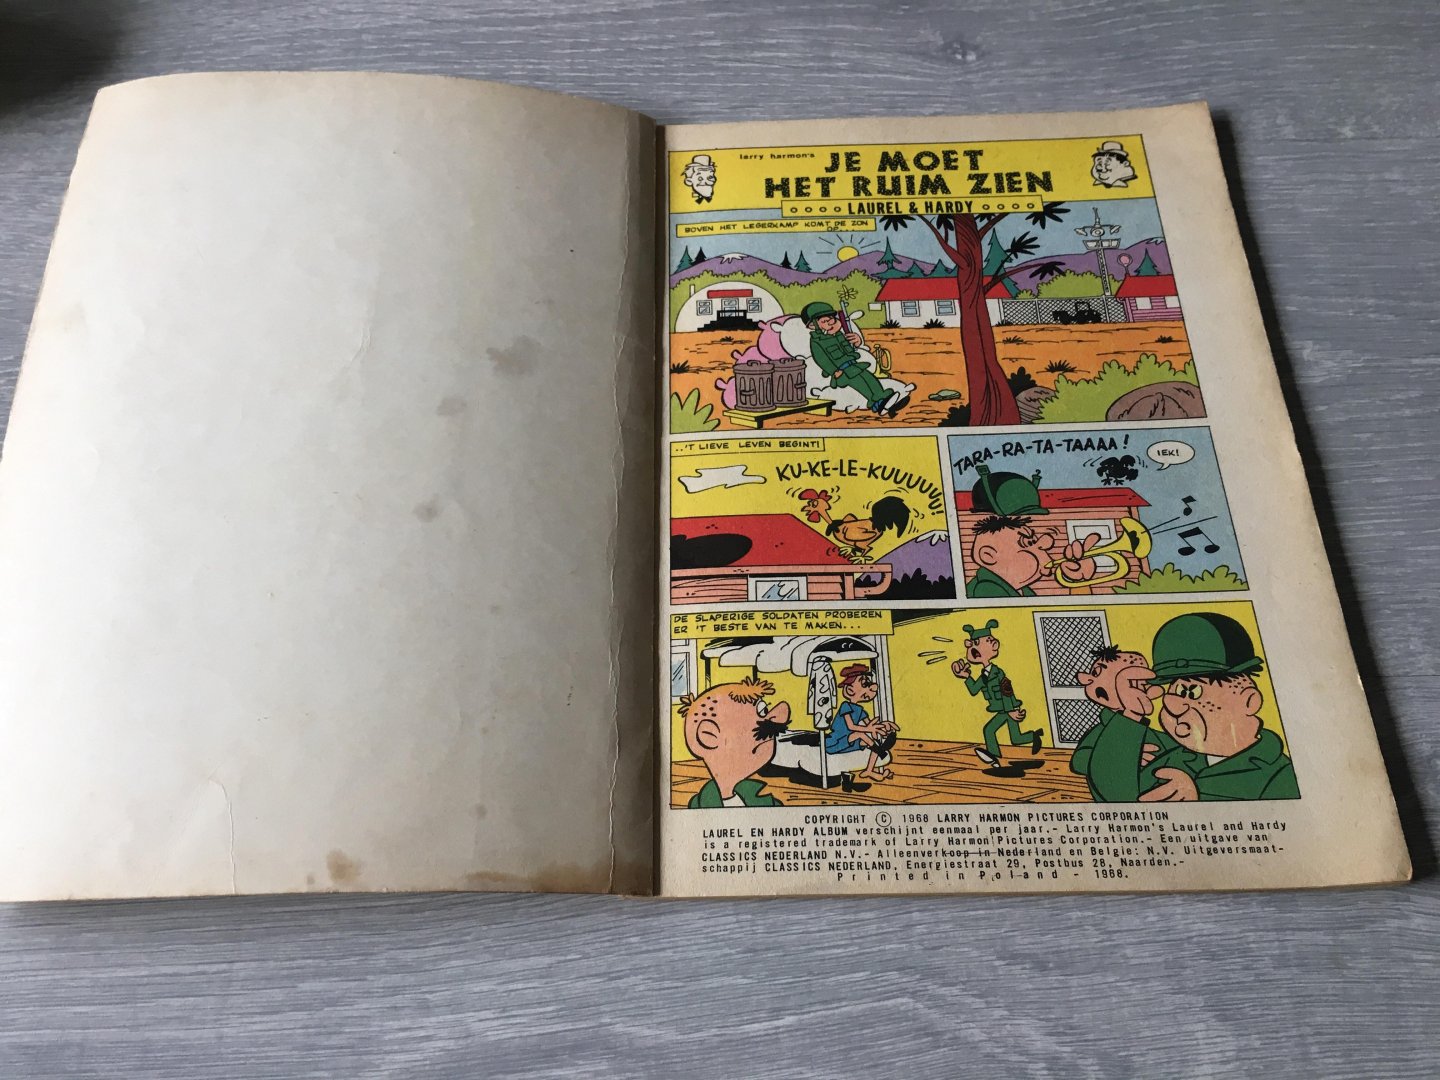 larry harmon's
JE MOET
HET RUIM ZIEN
LAUREL & HARDY
BOVEN HET LEGERKAMP KOMT DE ZON
OP...
..'T LIEVE LEVEN BEGINT!
KU-KE-LE-KUUUUUU!
TARA-RA-TA-TAAAA!
IEK!
DE SLAPERIGE SOLDATEN PROBEREN
ER 'T BESTE VAN TE MAKEN...
COPYRIGHT © 1968 LARRY HARMON PICTURES CORPORATION
LAUREL EN HARDY ALBUM verschijnt eenmaal per jaar.- Larry Harmon's Laurel and Hardy
is a registered trademark of Larry Harmon Pictures Corporation.- Een uitgave van
CLASSICS NEDERLAND N.V.- Alleenverkoop in Nederland en Belgie: N.V. Uitgeversmaat-
schappij CLASSICS NEDERLAND, Energiestraat 29, Postbus 28, Naarden.-
Printed in Poland - 1968.